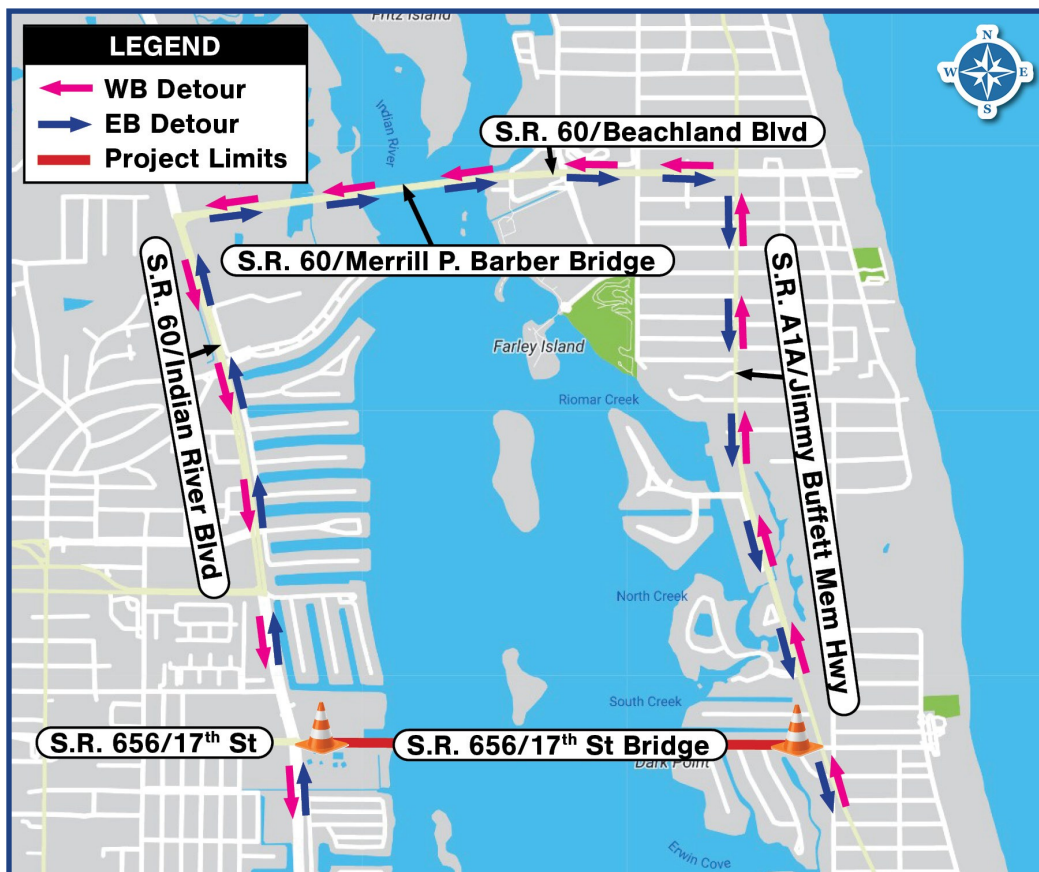 Fritz Island
LEGEND
WB Detour
EB Detour
Project Limits
N
W
E
S
Indian River
S.R. 60/Beachland Blvd
S.R. 60/Merrill P. Barber Bridge
S.R. 60/Indian River Blvd
S.R. A1A/Jimmy Buffett Mem Hwy
Farley Island
Riomar Creek
North Creek
South Creek
S.R. 656/17th St
S.R. 656/17th St Bridge
Dark Point
Erwin Cove